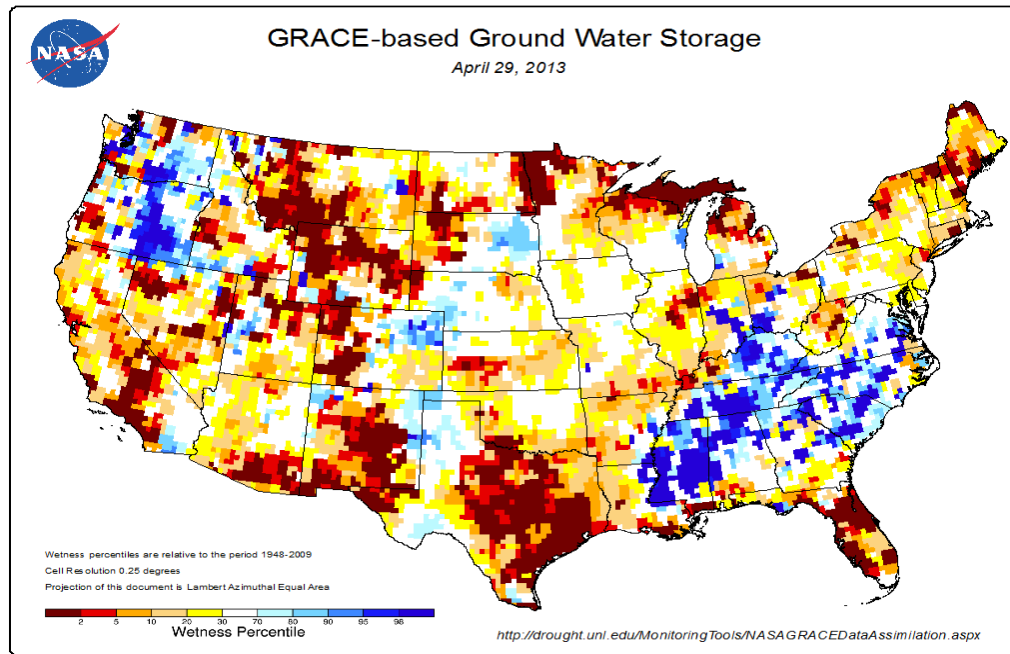 NASA
GRACE-based Ground Water Storage
April 29, 2013
Wetness percentiles are relative to the period 1948-2009
Cell Resolution 0.25 degrees
Projection of this document is Lambert Azimuthal Equal Area
2 5 10 20 30 70 80 90 95 98
Wetness Percentile
http://drought.unl.edu/MonitoringTools/NASAGRACEDataAssimilation.aspx